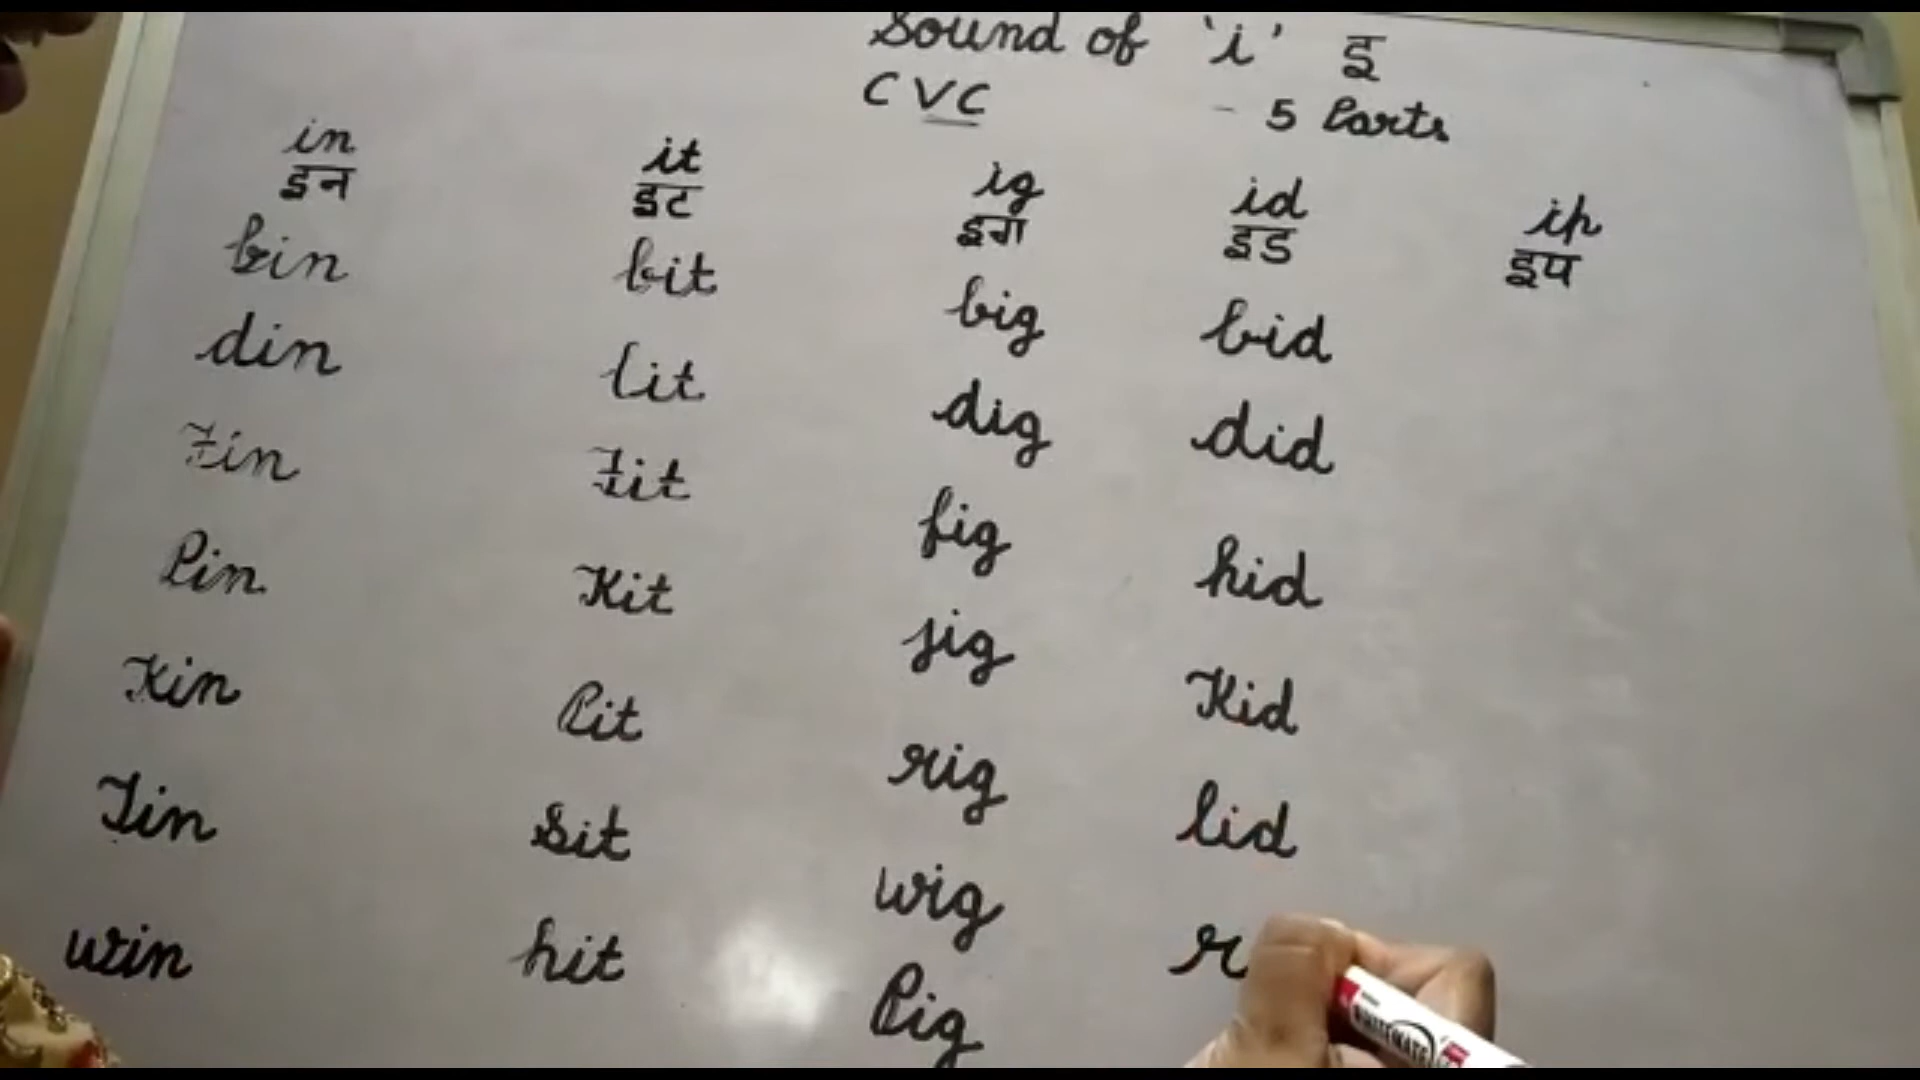 Sound of 'i' इ
CVC - 5 Parts
in it ig id ip
इन इट इग इड इप
bin bit big bid
din lit dig did
Fin Fit fig hid
Pin Kit jig Kid
Kin Pit rig lid
Tin Sit wig r
win hit Pig